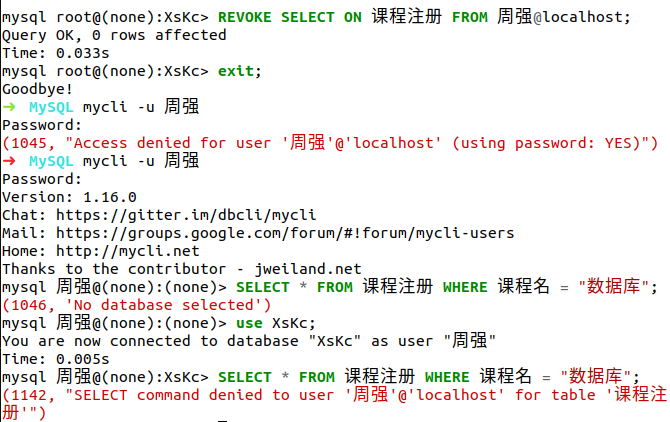 mysql root@(none):XsKc> REVOKE SELECT ON 课程注册 FROM 周强@localhost;
Query OK, 0 rows affected
Time: 0.033s
mysql root@(none):XsKc> exit;
Goodbye!
➜  MySQL mycli -u 周强
Password:
(1045, "Access denied for user '周强'@'localhost' (using password: YES)")
➜  MySQL mycli -u 周强
Password:
Version: 1.16.0
Chat: https://gitter.im/dbcli/mycli
Mail: https://groups.google.com/forum/#!forum/mycli-users
Home: http://mycli.net
Thanks to the contributor - jweiland.net
mysql 周强@(none):(none)> SELECT * FROM 课程注册 WHERE 课程名 = "数据库";
(1046, 'No database selected')
mysql 周强@(none):(none)> use XsKc;
You are now connected to database "XsKc" as user "周强"
Time: 0.005s
mysql 周强@(none):XsKc> SELECT * FROM 课程注册 WHERE 课程名 = "数据库";
(1142, "SELECT command denied to user '周强'@'localhost' for table '课程注
册'")